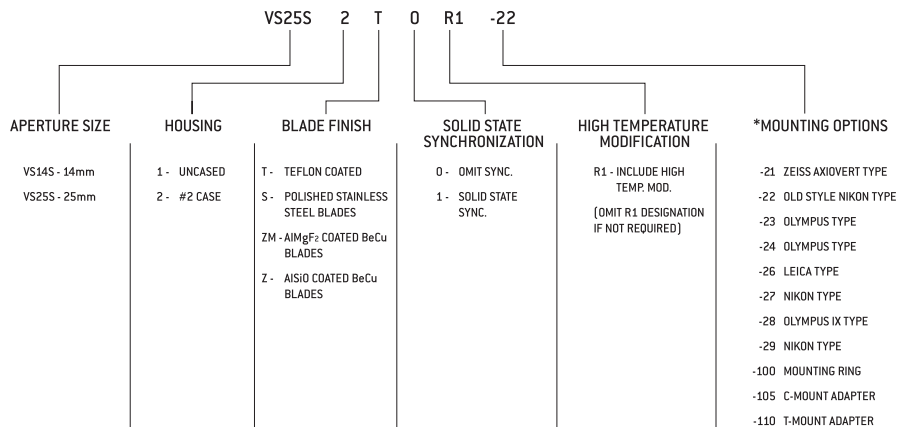 VS25S 2 T 0 R1 -22
APERTURE SIZE
VS14S - 14mm
VS25S - 25mm
HOUSING
1 - UNCASED
2 - #2 CASE
BLADE FINISH
T - TEFLON COATED
S - POLISHED STAINLESS
STEEL BLADES
ZM - AlMgF2 COATED BeCu
BLADES
Z - AlSiO COATED BeCu
BLADES
SOLID STATE
SYNCHRONIZATION
0 - OMIT SYNC.
1 - SOLID STATE
SYNC.
HIGH TEMPERATURE
MODIFICATION
R1 - INCLUDE HIGH
TEMP. MOD.
(OMIT R1 DESIGNATION
IF NOT REQUIRED)
*MOUNTING OPTIONS
-21 ZEISS AXIOVERT TYPE
-22 OLD STYLE NIKON TYPE
-23 OLYMPUS TYPE
-24 OLYMPUS TYPE
-26 LEICA TYPE
-27 NIKON TYPE
-28 OLYMPUS IX TYPE
-29 NIKON TYPE
-100 MOUNTING RING
-105 C-MOUNT ADAPTER
-110 T-MOUNT ADAPTER